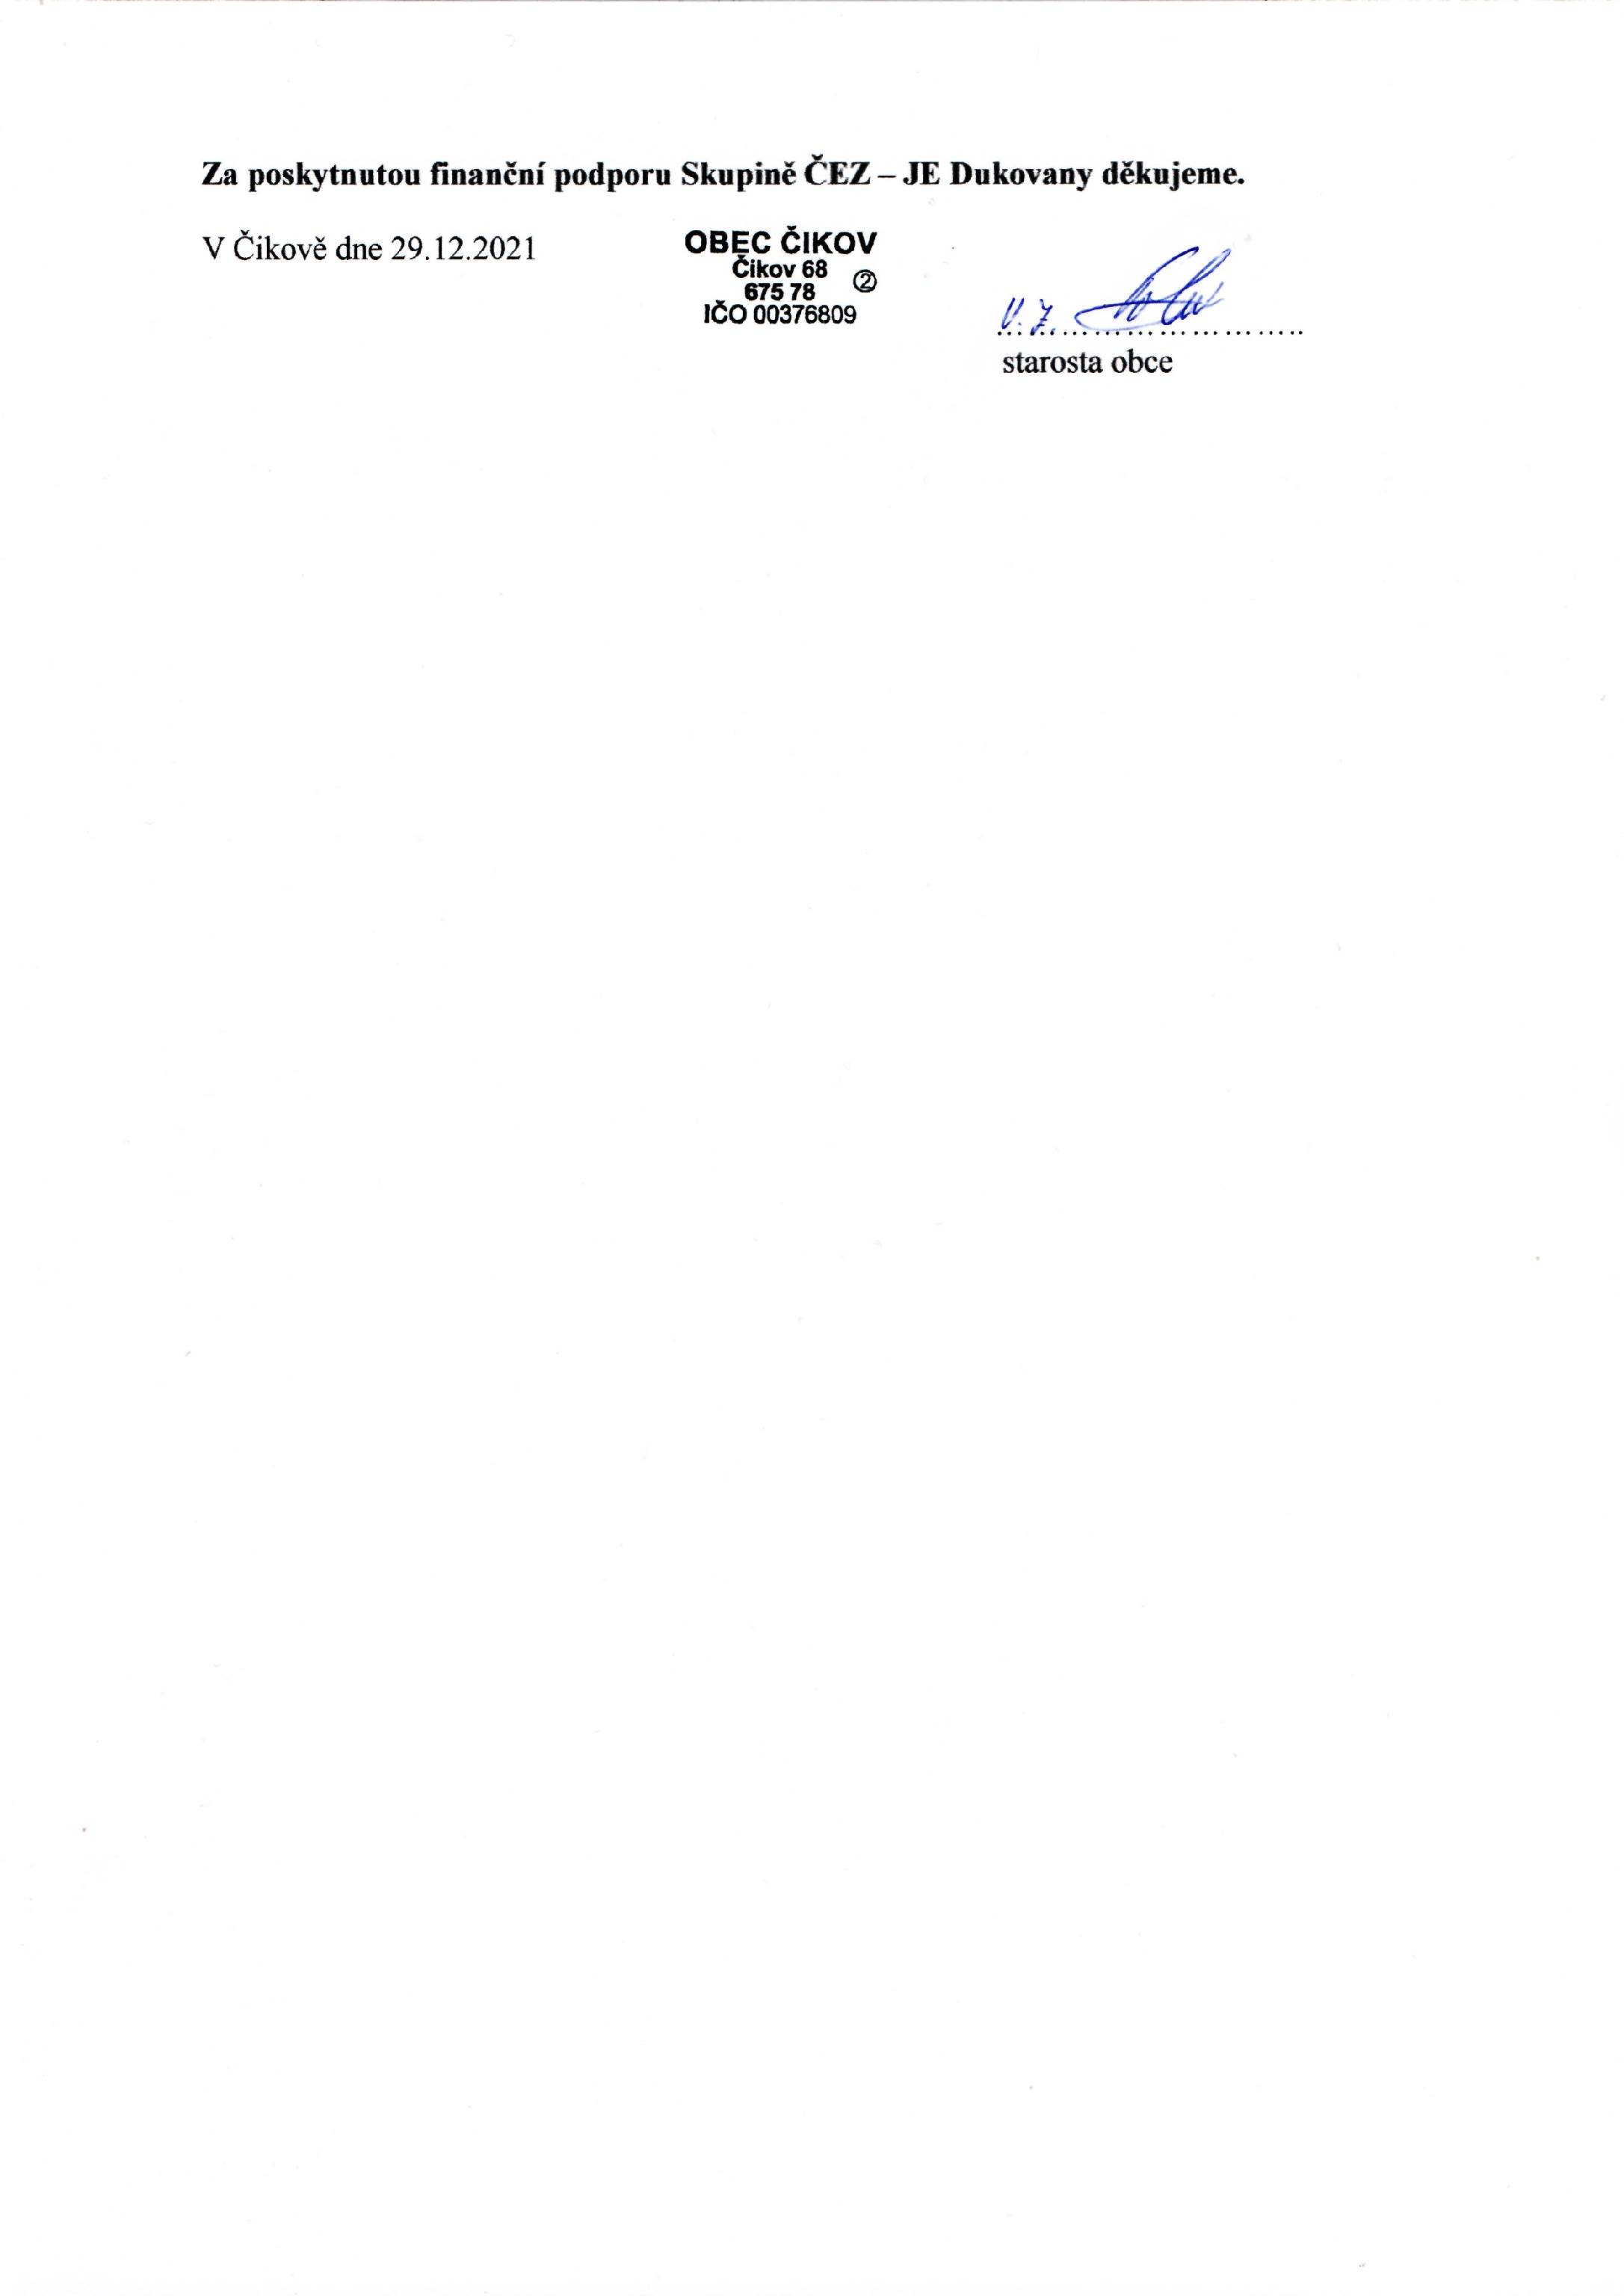 Za poskytnutou finanční podporu Skupině ČEZ – JE Dukovany děkujeme.
V Čikově dne 29.12.2021
OBEC ČIKOV
Čikov 68
675 78 ②
IČO 00376809
V. Z.
starosta obce